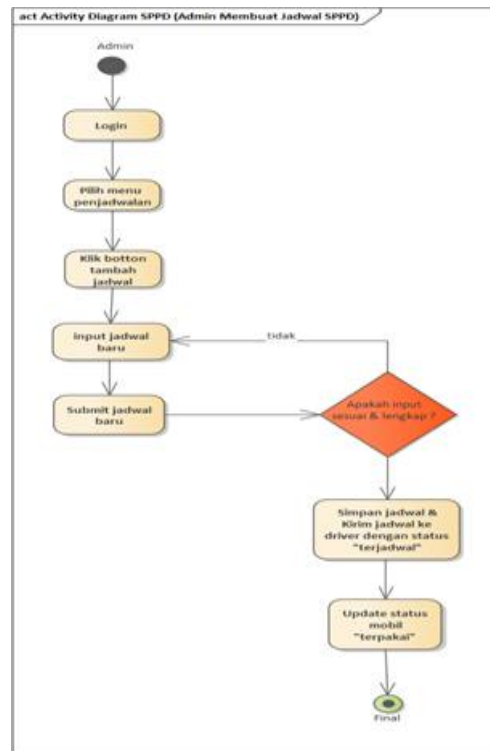 act Activity Diagram SPPD (Admin Membuat Jadwal SPPD)
Admin
Login
Pilih menu
penjadwalan
Klik botton
tambah
jadwal
input jadwal
baru
tidak
Submit jadwal
baru
Apakah input
sesuai & lengkap ?
Simpan jadwal &
Kirim jadwal ke
driver dengan status
"terjadwal"
Update status
mobil
"terpakai"
Final